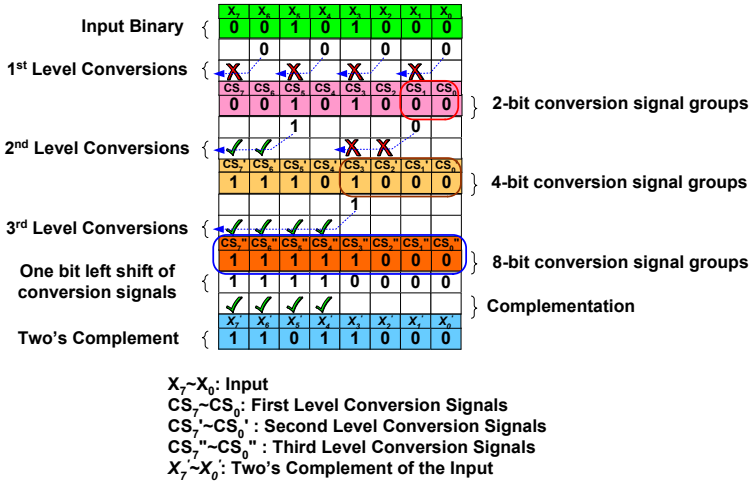 X₇ X₆ X₅ X₄ X₃ X₂ X₁ X₀
Input Binary { 0 0 1 0 1 0 0 0
0 0 0 0
1st Level Conversions {
CS₇ CS₆ CS₅ CS₄ CS₃ CS₂ CS₁ CS₀
0 0 1 0 1 0 0 0 } 2-bit conversion signal groups
1 0
2nd Level Conversions {
CS₇' CS₆' CS₅' CS₄' CS₃' CS₂' CS₁' CS₀'
1 1 1 0 1 0 0 0 } 4-bit conversion signal groups
1
3rd Level Conversions {
CS₇" CS₆" CS₅" CS₄" CS₃" CS₂" CS₁" CS₀"
1 1 1 1 1 0 0 0 } 8-bit conversion signal groups
One bit left shift of
conversion signals { 1 1 1 1 0 0 0 0
} Complementation
X₇' X₆' X₅' X₄' X₃' X₂' X₁' X₀'
Two's Complement { 1 1 0 1 1 0 0 0
X₇~X₀: Input
CS₇~CS₀: First Level Conversion Signals
CS₇'~CS₀' : Second Level Conversion Signals
CS₇"~CS₀" : Third Level Conversion Signals
X₇'~X₀': Two's Complement of the Input